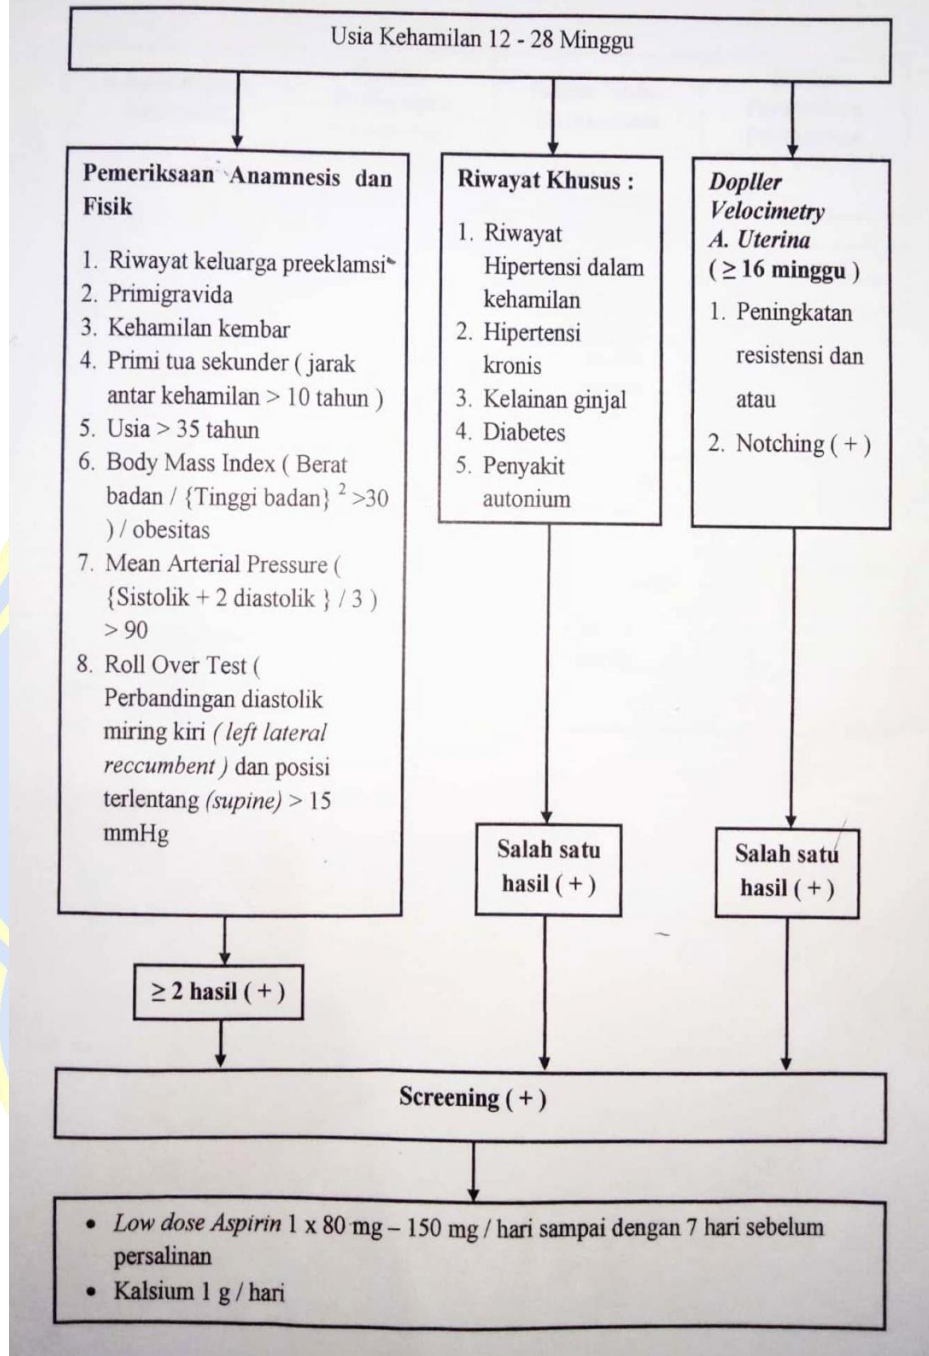 Usia Kehamilan 12 - 28 Minggu
Pemeriksaan Anamnesis dan
Fisik
1. Riwayat keluarga preeklamsi
2. Primigravida
3. Kehamilan kembar
4. Primi tua sekunder ( jarak
antar kehamilan > 10 tahun )
5. Usia > 35 tahun
6. Body Mass Index ( Berat
badan / {Tinggi badan} ² >30
) / obesitas
7. Mean Arterial Pressure (
{Sistolik + 2 diastolik } / 3 )
> 90
8. Roll Over Test (
Perbandingan diastolik
miring kiri ( left lateral
reccumbent ) dan posisi
terlentang (supine) > 15
mmHg
≥ 2 hasil ( + )
Riwayat Khusus :
1. Riwayat
Hipertensi dalam
kehamilan
2. Hipertensi
kronis
3. Kelainan ginjal
4. Diabetes
5. Penyakit
autonium
Salah satu
hasil ( + )
Dopller
Velocimetry
A. Uterina
( ≥ 16 minggu )
1. Peningkatan
resistensi dan
atau
2. Notching ( + )
Salah satu
hasil ( + )
Screening ( + )
• Low dose Aspirin 1 x 80 mg – 150 mg / hari sampai dengan 7 hari sebelum
persalinan
• Kalsium 1 g / hari